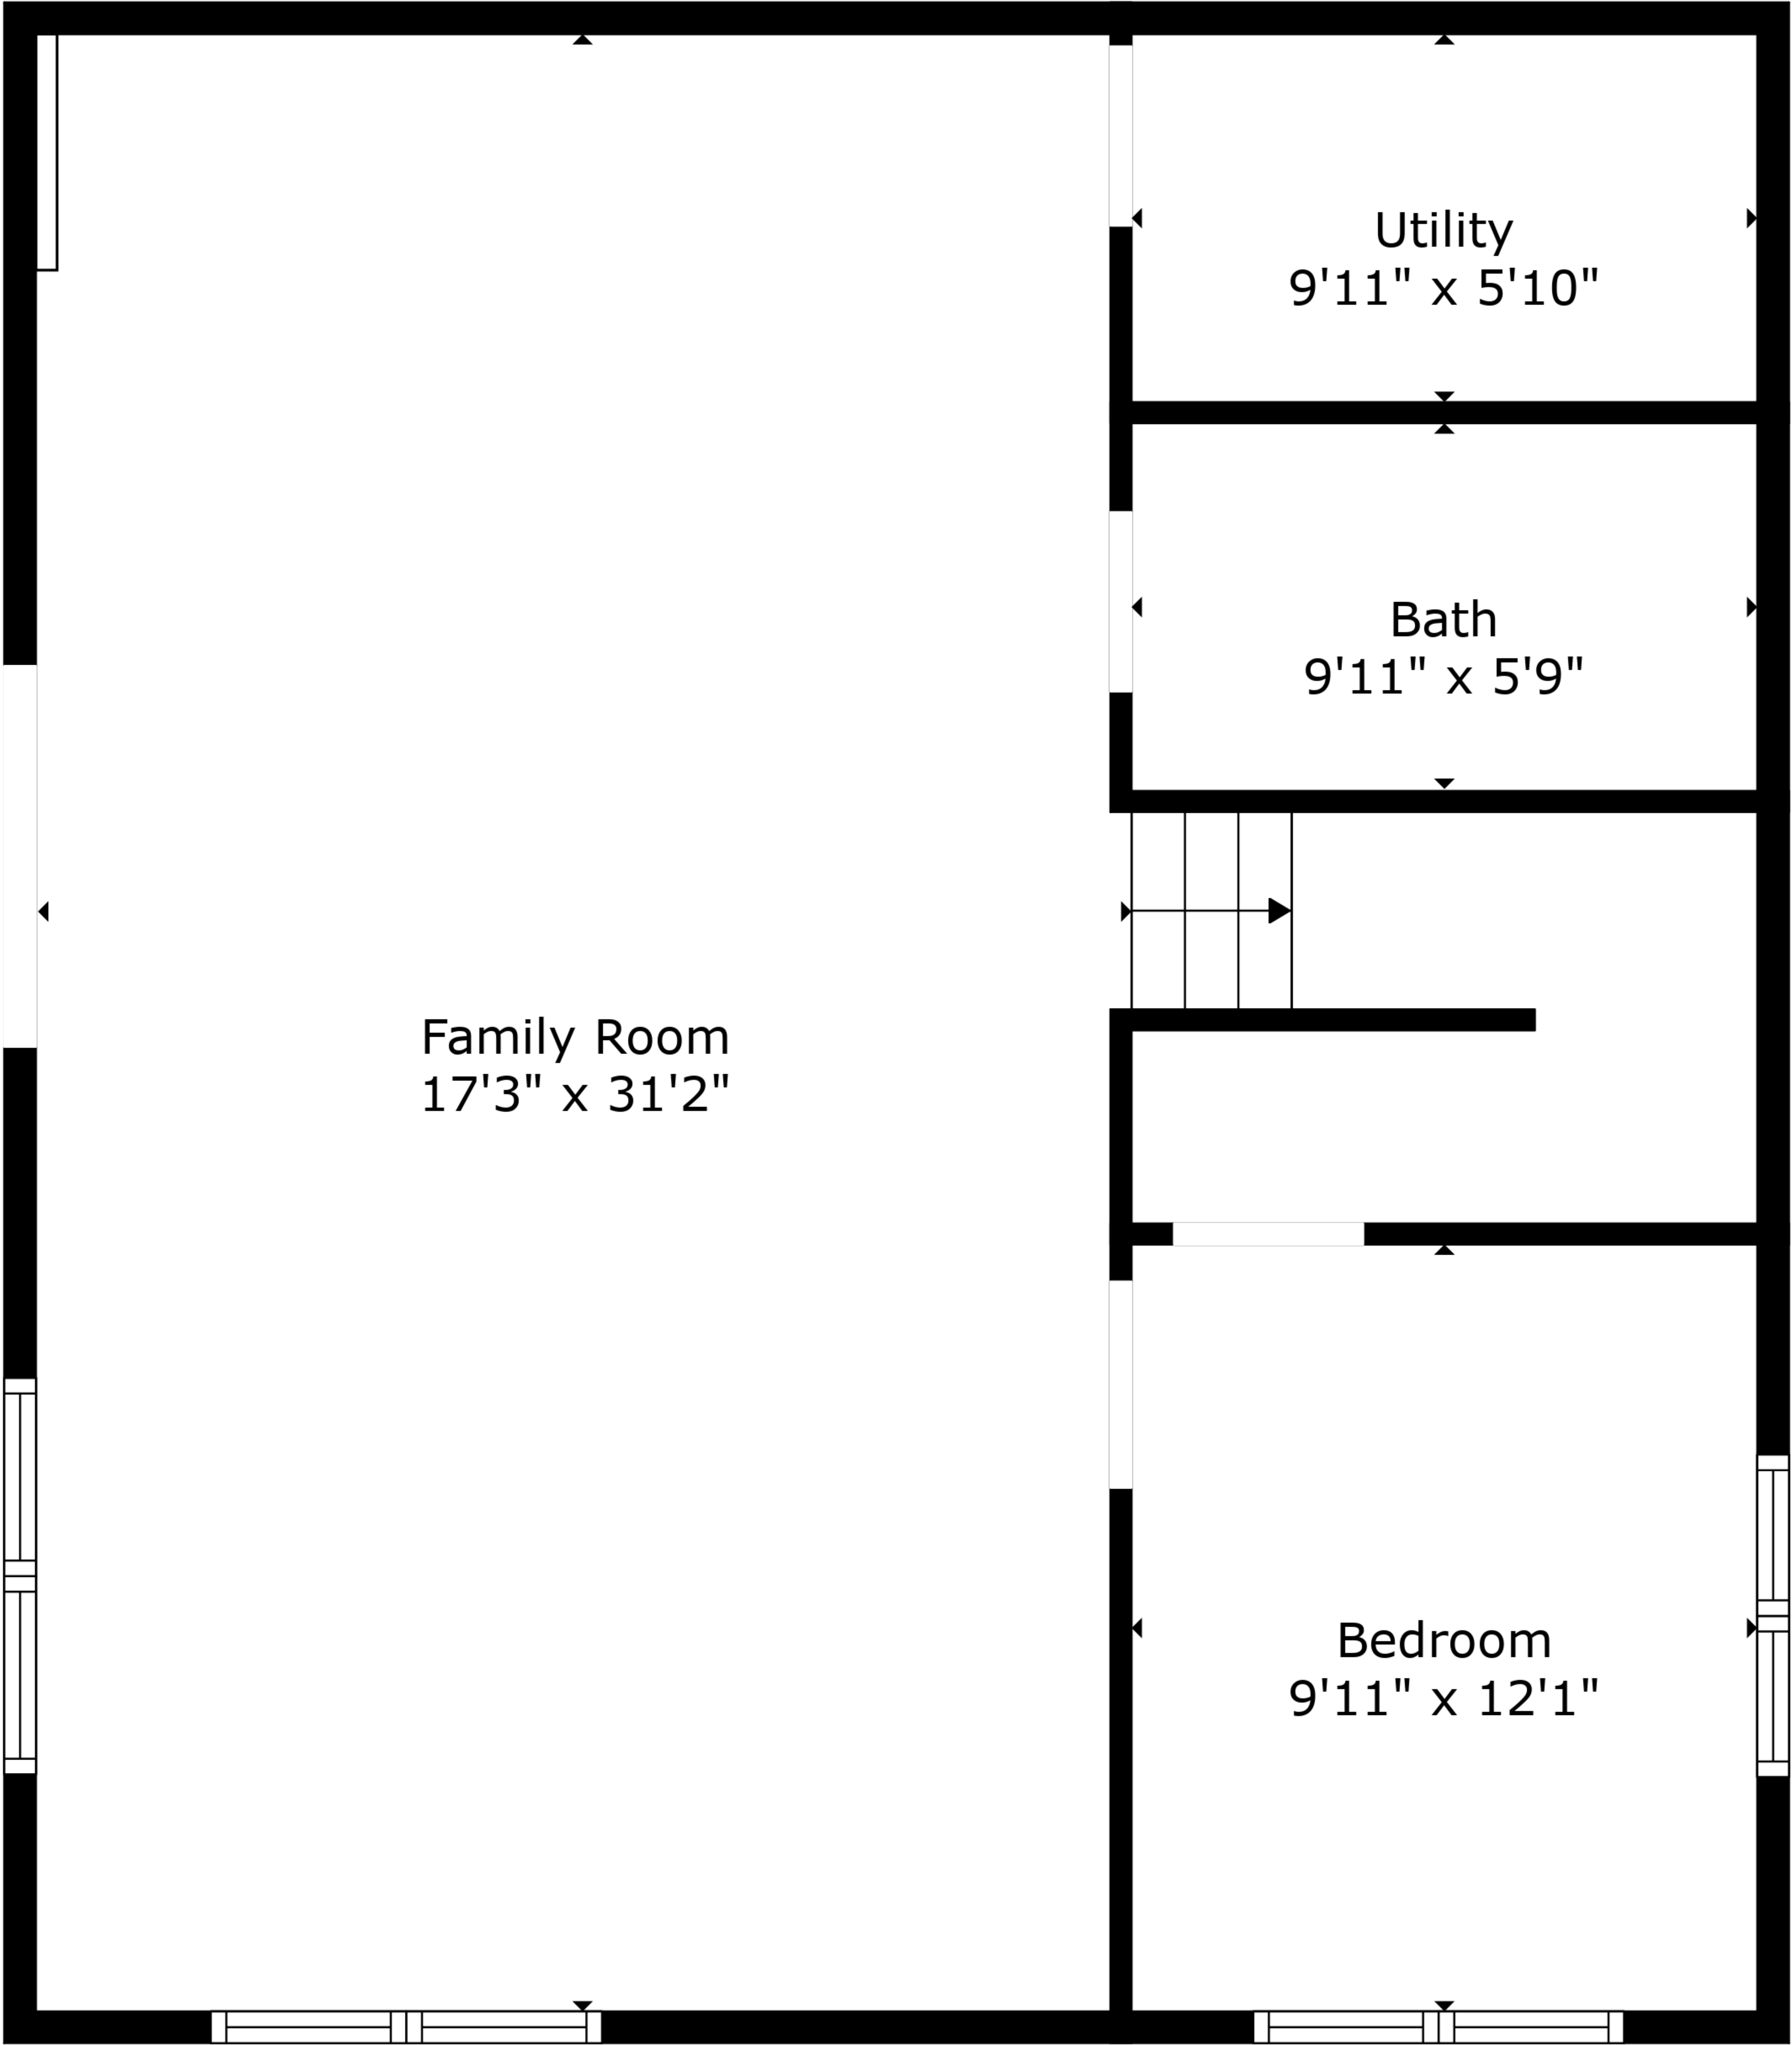 Utility
9'11" x 5'10"
Bath
9'11" x 5'9"
Family Room
17'3" x 31'2"
Bedroom
9'11" x 12'1"